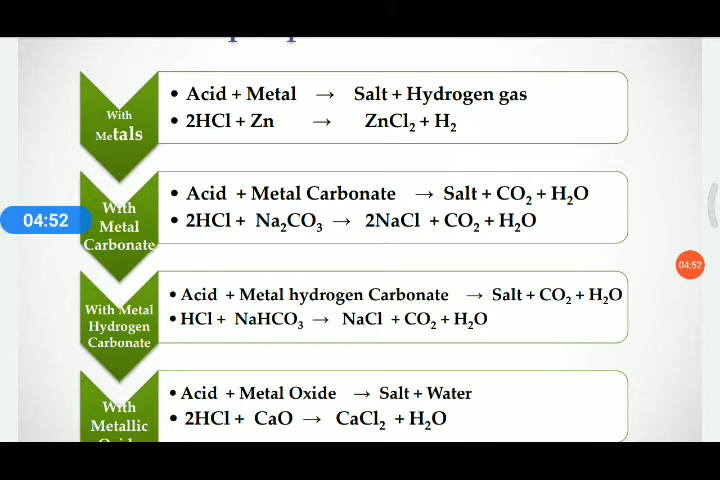 With
Metals
• Acid + Metal → Salt + Hydrogen gas
• 2HCl + Zn → ZnCl₂ + H₂
04:52
With
Metal
Carbonate
• Acid + Metal Carbonate → Salt + CO₂ + H₂O
• 2HCl + Na₂CO₃ → 2NaCl + CO₂ + H₂O
04:52
With Metal
Hydrogen
Carbonate
• Acid + Metal hydrogen Carbonate → Salt + CO₂ + H₂O
• HCl + NaHCO₃ → NaCl + CO₂ + H₂O
With
Metallic
• Acid + Metal Oxide → Salt + Water
• 2HCl + CaO → CaCl₂ + H₂O